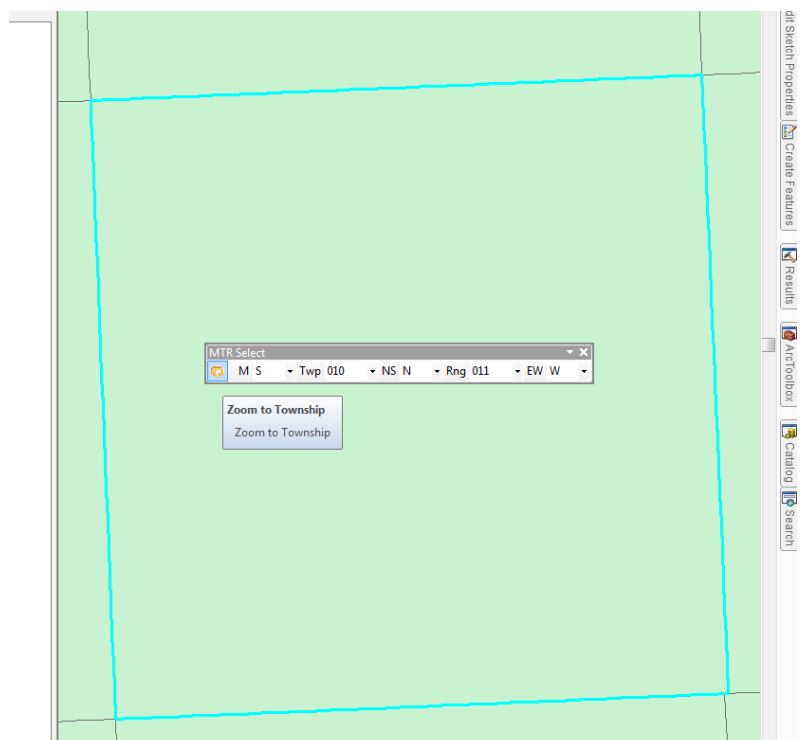 MTR Select
M S Twp 010 NS N Rng 011 EW W
Zoom to Township
Zoom to Township
dit Sketch Properties
Create Features
Results
ArcToolbox
Catalog
Search